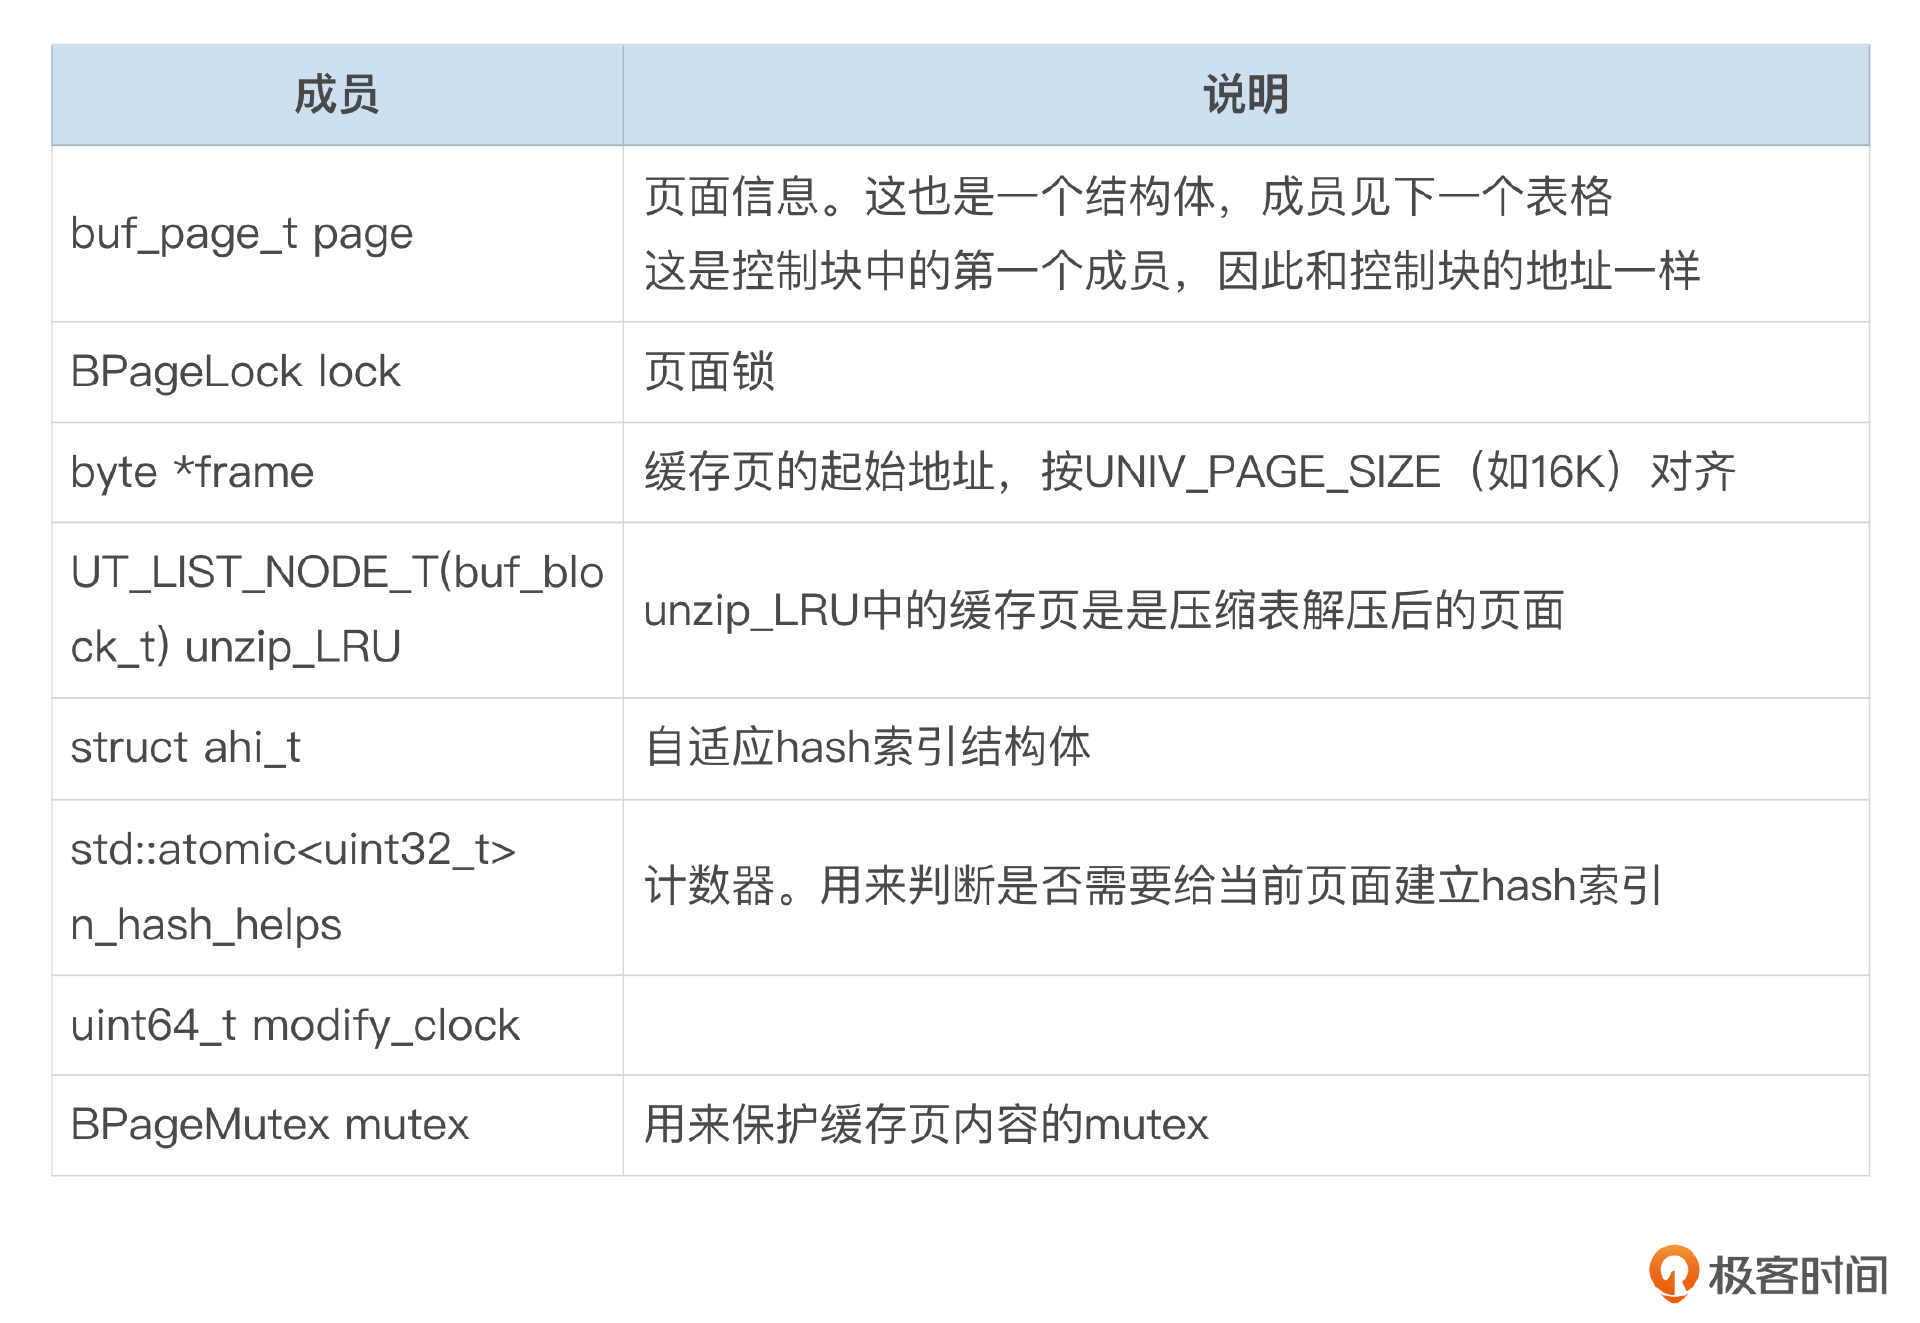 成员 说明
buf_page_t page
页面信息。这也是一个结构体，成员见下一个表格
这是控制块中的第一个成员，因此和控制块的地址一样
BPageLock lock 页面锁
byte *frame 缓存页的起始地址，按UNIV_PAGE_SIZE（如16K）对齐
UT_LIST_NODE_T(buf_blo
ck_t) unzip_LRU
unzip_LRU中的缓存页是是压缩表解压后的页面
struct ahi_t 自适应hash索引结构体
std::atomic<uint32_t>
n_hash_helps
计数器。用来判断是否需要给当前页面建立hash索引
uint64_t modify_clock
BPageMutex mutex 用来保护缓存页内容的mutex
极客时间